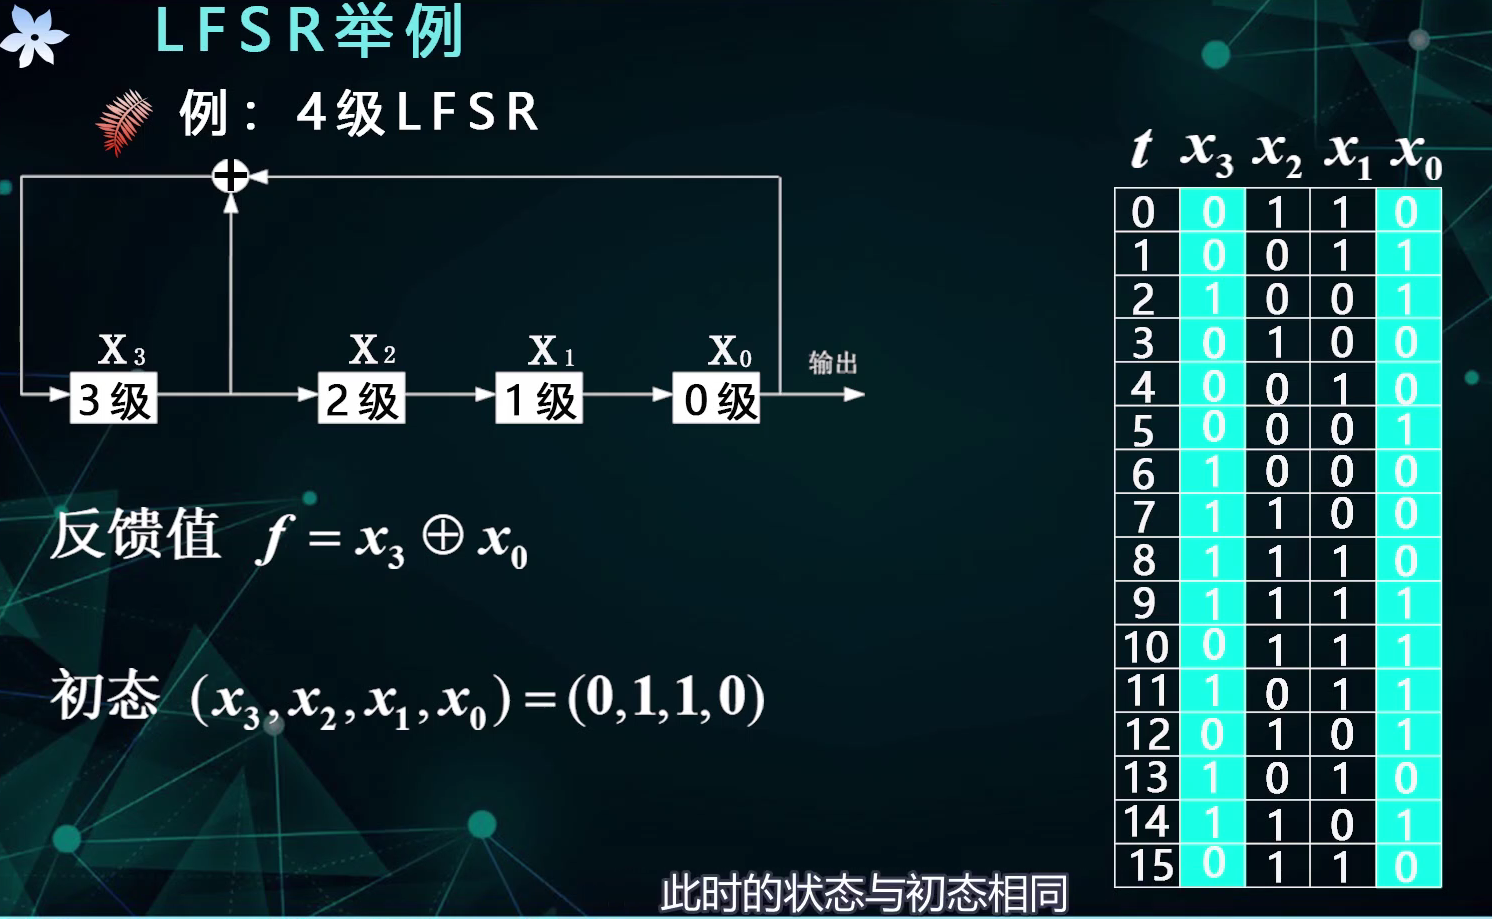 LFSR举例
例：4级LFSR
X3 X2 X1 X0 输出
3级 2级 1级 0级
反馈值 f = x3 ⊕ x0
初态 (x3, x2, x1, x0) = (0,1,1,0)
t x3 x2 x1 x0
0 0 1 1 0
1 0 0 1 1
2 1 0 0 1
3 0 1 0 0
4 0 0 1 0
5 0 0 0 1
6 1 0 0 0
7 1 1 0 0
8 1 1 1 0
9 1 1 1 1
10 0 1 1 1
11 1 0 1 1
12 0 1 0 1
13 1 0 1 0
14 1 1 0 1
15 0 1 1 0
此时的状态与初态相同